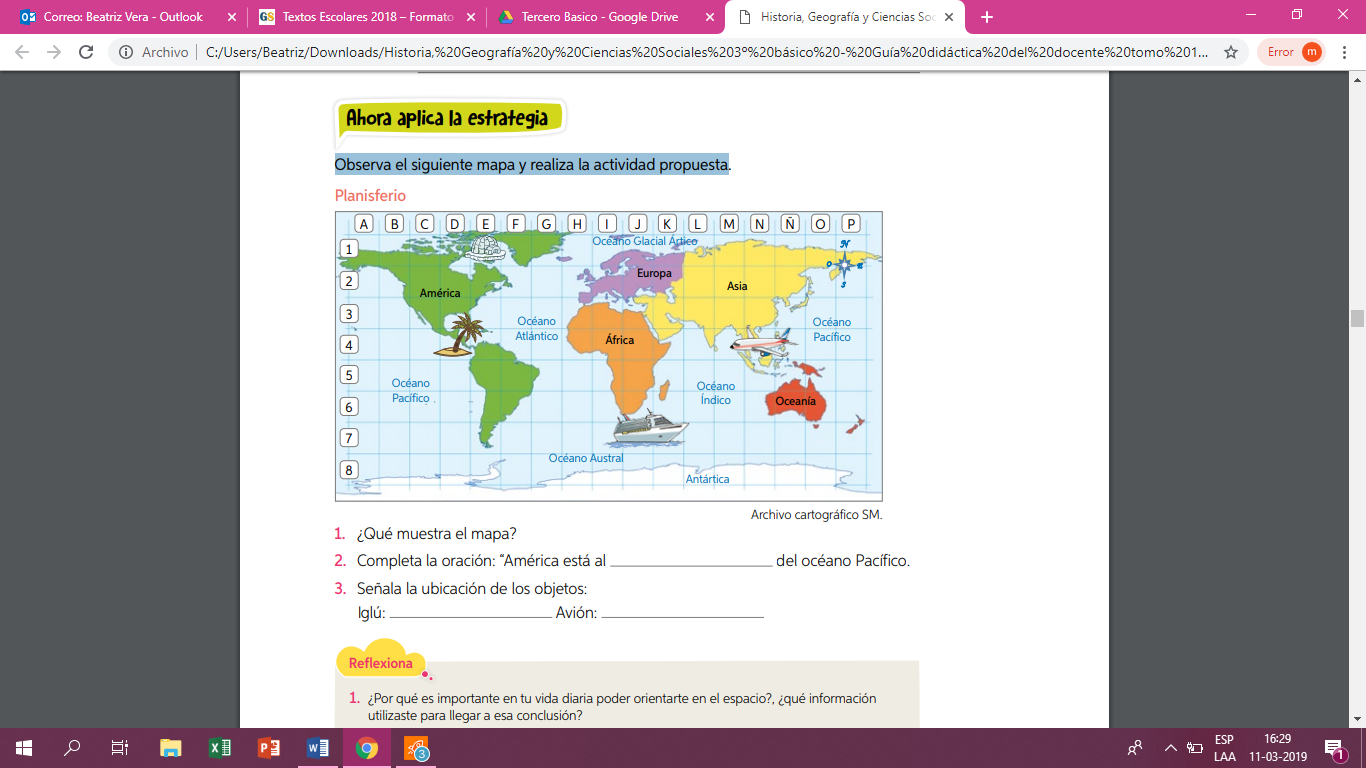 Correo: Beatriz Vera - Outlook
Textos Escolares 2018 – Formato
Tercero Basico - Google Drive
Historia, Geografía y Ciencias Soc
Archivo
C:/Users/Beatriz/Downloads/Historia,%20Geografía%20y%20Ciencias%20Sociales%203°%20básico%20-%20Guía%20didáctica%20del%20docente%20tomo%201...
Error m
Ahora aplica la estrategia
Observa el siguiente mapa y realiza la actividad propuesta.
Planisferio
A B C D E F G H I J K L M N Ñ O P
1
2
3
4
5
6
7
8
Océano Glacial Ártico
N
O E
S
Europa
América
Asia
Océano
Atlántico
Océano
Pacífico
África
Océano
Pacífico
Océano
Índico
Oceanía
Océano Austral
Antártica
Archivo cartográfico SM.
1. ¿Qué muestra el mapa?
2. Completa la oración: “América está al ____ del océano Pacífico.
3. Señala la ubicación de los objetos:
Iglú: ____ Avión: ____
Reflexiona
1. ¿Por qué es importante en tu vida diaria poder orientarte en el espacio?, ¿qué información
utilizaste para llegar a esa conclusión?
3
ESP
LAA
16:29
11-03-2019
1